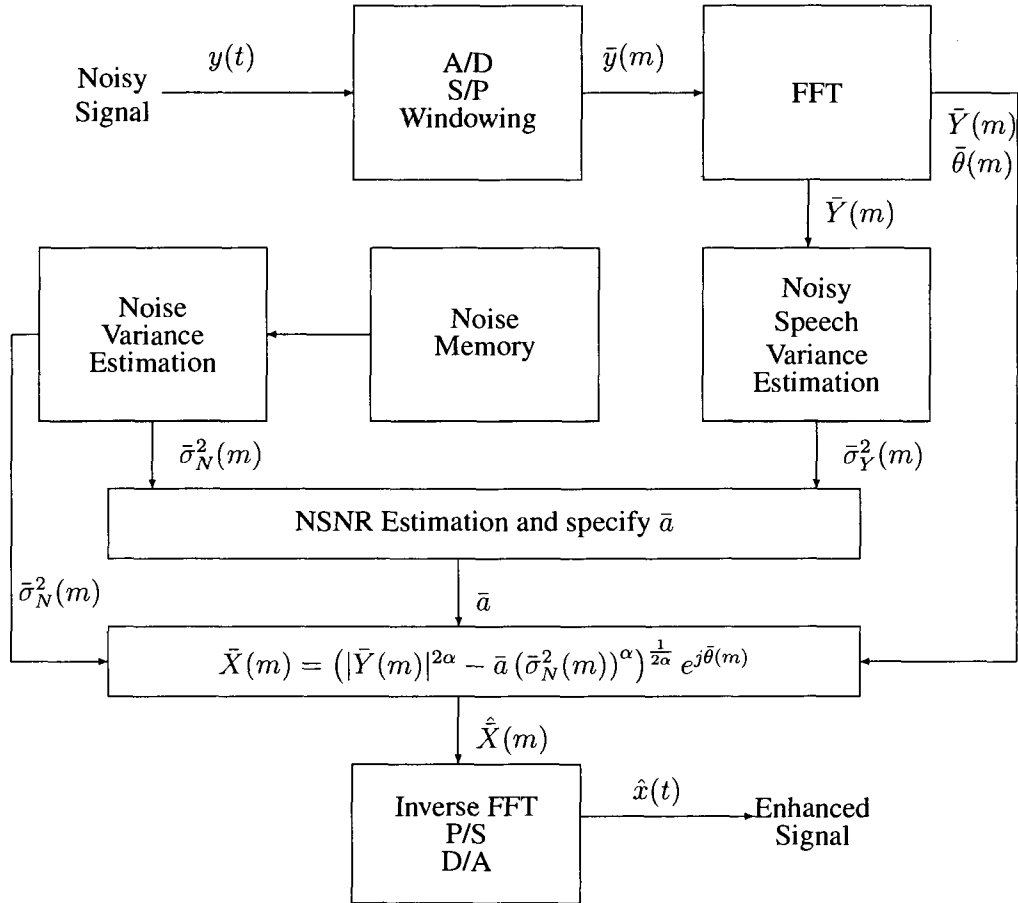 Noisy
Signal
y(t)
A/D
S/P
Windowing
ȳ(m)
FFT
Ȳ(m)
θ̄(m)
Ȳ(m)
Noise
Variance
Estimation
Noise
Memory
Noisy
Speech
Variance
Estimation
σ̄²_N(m)
σ̄²_Y(m)
NSNR Estimation and specify ā
σ̄²_N(m)
ā
X̄(m) = (|Ȳ(m)|^{2α} − ā (σ̄²_N(m))^α)^{1/2α} e^{jθ̄(m)}
X̄̂(m)
Inverse FFT
P/S
D/A
x̂(t)
Enhanced
Signal